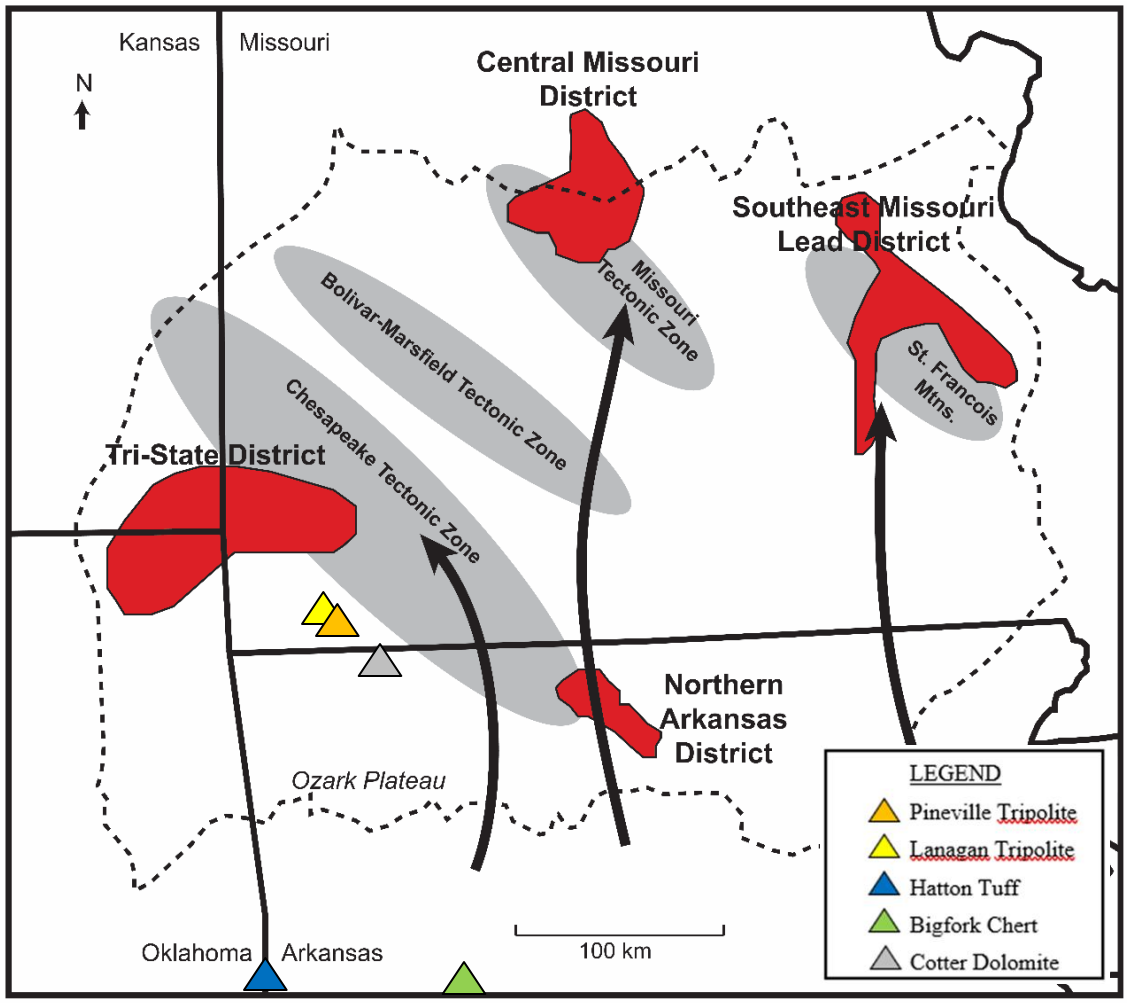 Kansas
Missouri
N
Central Missouri
District
Southeast Missouri
Lead District
Missouri
Tectonic Zone
Bolivar-Marsfield Tectonic Zone
St. Francois
Mtns.
Chesapeake Tectonic Zone
Tri-State District
Northern
Arkansas
District
Ozark Plateau
LEGEND
Pineville Tripolite
Lanagan Tripolite
Hatton Tuff
Bigfork Chert
Cotter Dolomite
Oklahoma
Arkansas
100 km